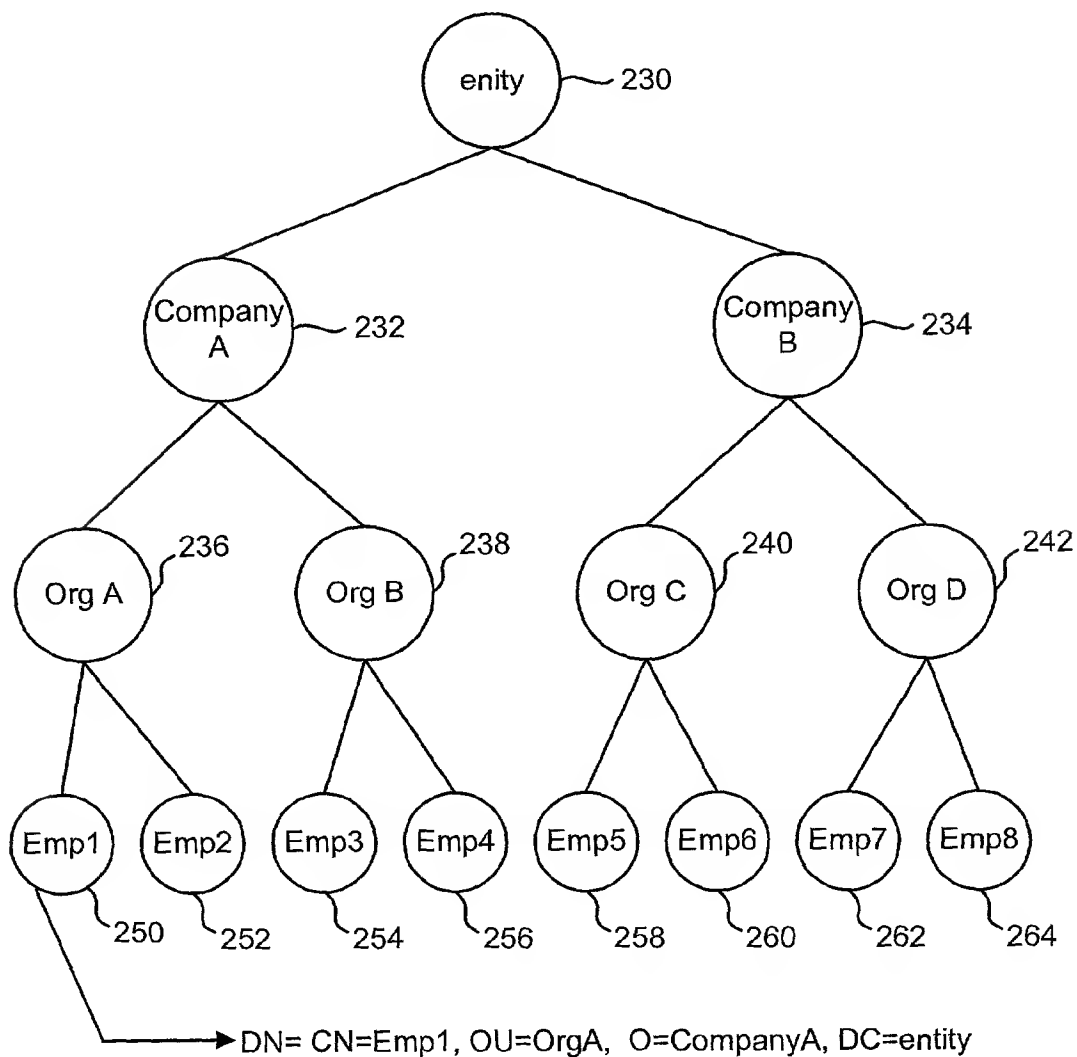 enity
230
Company
A
232
Company
B
234
Org A
236
Org B
238
Org C
240
Org D
242
Emp1
Emp2
Emp3
Emp4
Emp5
Emp6
Emp7
Emp8
250
252
254
256
258
260
262
264
DN= CN=Emp1, OU=OrgA, O=CompanyA, DC=entity